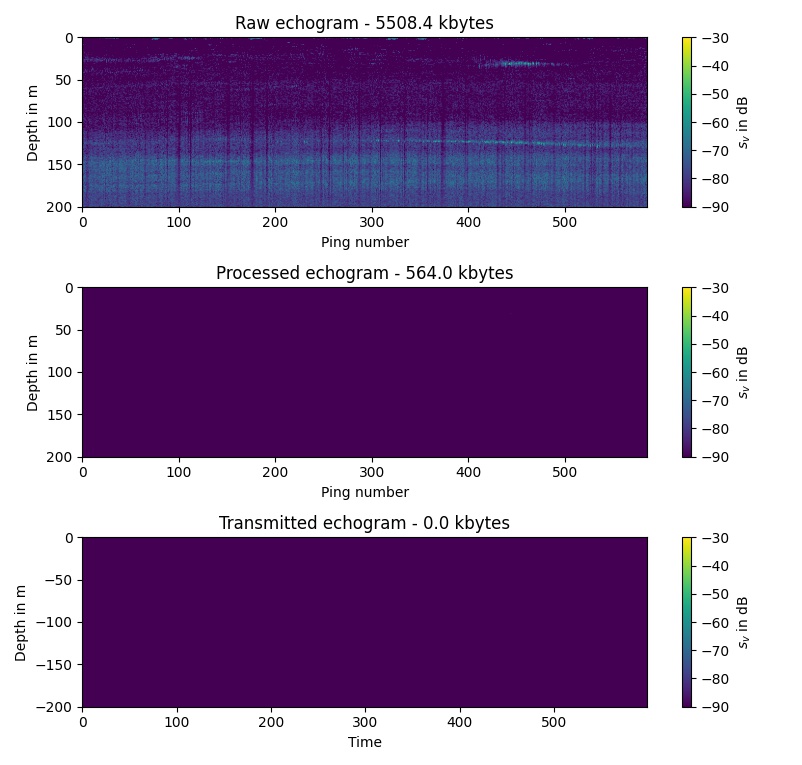 Raw echogram - 5508.4 kbytes
0
50
100
150
200
Depth in m
0 100 200 300 400 500
Ping number
−30
−40
−50
−60
−70
−80
−90
sv in dB
Processed echogram - 564.0 kbytes
0
50
100
150
200
Depth in m
0 100 200 300 400 500
Ping number
−30
−40
−50
−60
−70
−80
−90
sv in dB
Transmitted echogram - 0.0 kbytes
0
−50
−100
−150
−200
Depth in m
0 100 200 300 400 500
Time
−30
−40
−50
−60
−70
−80
−90
sv in dB